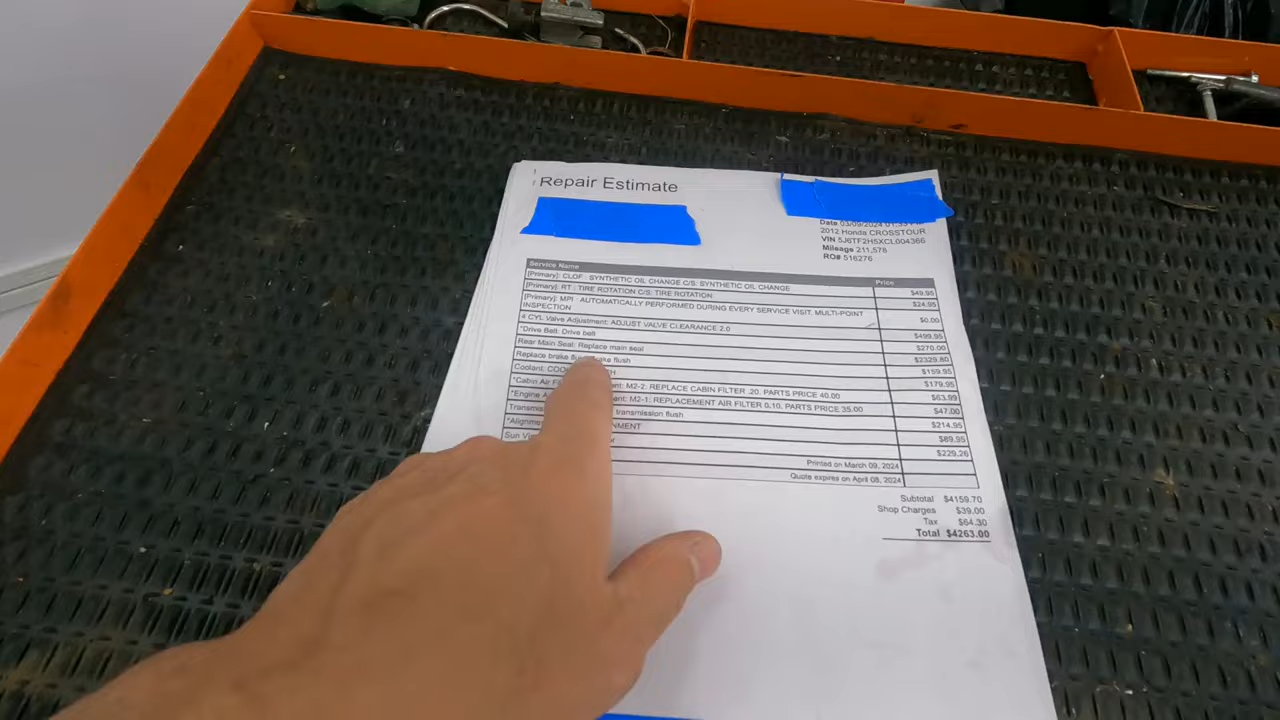 Repair Estimate
Date 03/09/2024
2012 Honda CROSSTOUR
VIN 5J6TF2H5XCL004366
Mileage 211,578
RO# 516276
Service Name Price
[Primary]: CLOF : SYNTHETIC OIL CHANGE C/S: SYNTHETIC OIL CHANGE $49.95
[Primary]: RT : TIRE ROTATION C/S: TIRE ROTATION $24.95
[Primary]: MPI : AUTOMATICALLY PERFORMED DURING EVERY SERVICE VISIT. MULTI-POINT
INSPECTION $0.00
4 CYL Valve Adjustment: ADJUST VALVE CLEARANCE 2.0 $499.95
*Drive Belt: Drive belt $270.00
Rear Main Seal: Replace main seal $2329.80
Replace brake flush $159.95
Coolant: $179.95
*Cabin Air M2-2: REPLACE CABIN FILTER .20. PARTS PRICE 40.00 $63.99
*Engine M2-1: REPLACEMENT AIR FILTER 0.10. PARTS PRICE 35.00 $47.00
transmission flush $214.95
$89.95
Sun $229.26
Printed on March 09, 2024
Quote expires on April 08, 2024
Subtotal $4159.70
Shop Charges $39.00
Tax $64.30
Total $4263.00